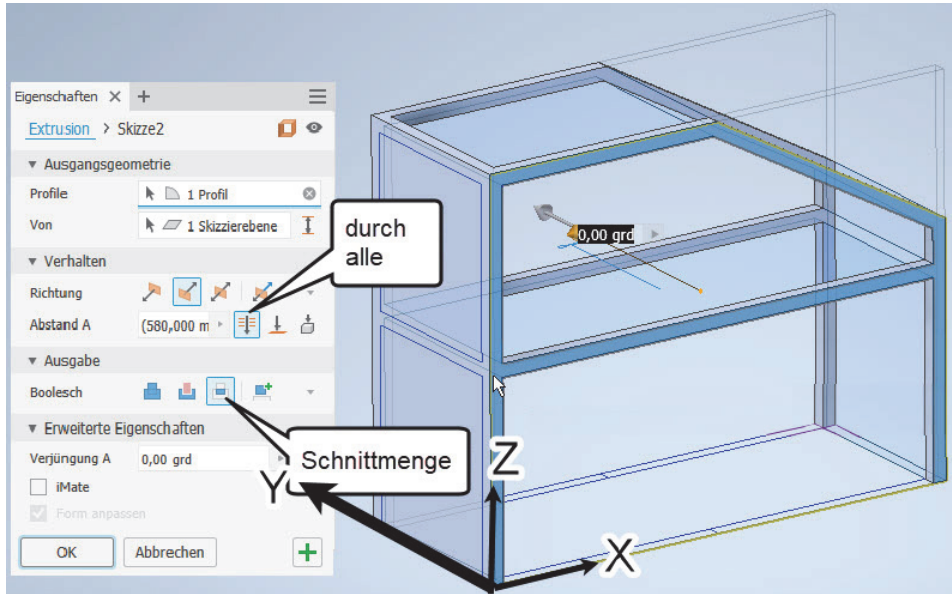 Eigenschaften × +
Extrusion > Skizze2
Ausgangsgeometrie
Profile 1 Profil
Von 1 Skizzierebene
durch
alle
0,00 grd
Verhalten
Richtung
Abstand A (580,000 m
Ausgabe
Boolesch
Erweiterte Eigenschaften
Verjüngung A 0,00 grd
Schnittmenge
Y
Z
X
iMate
Form anpassen
OK Abbrechen +